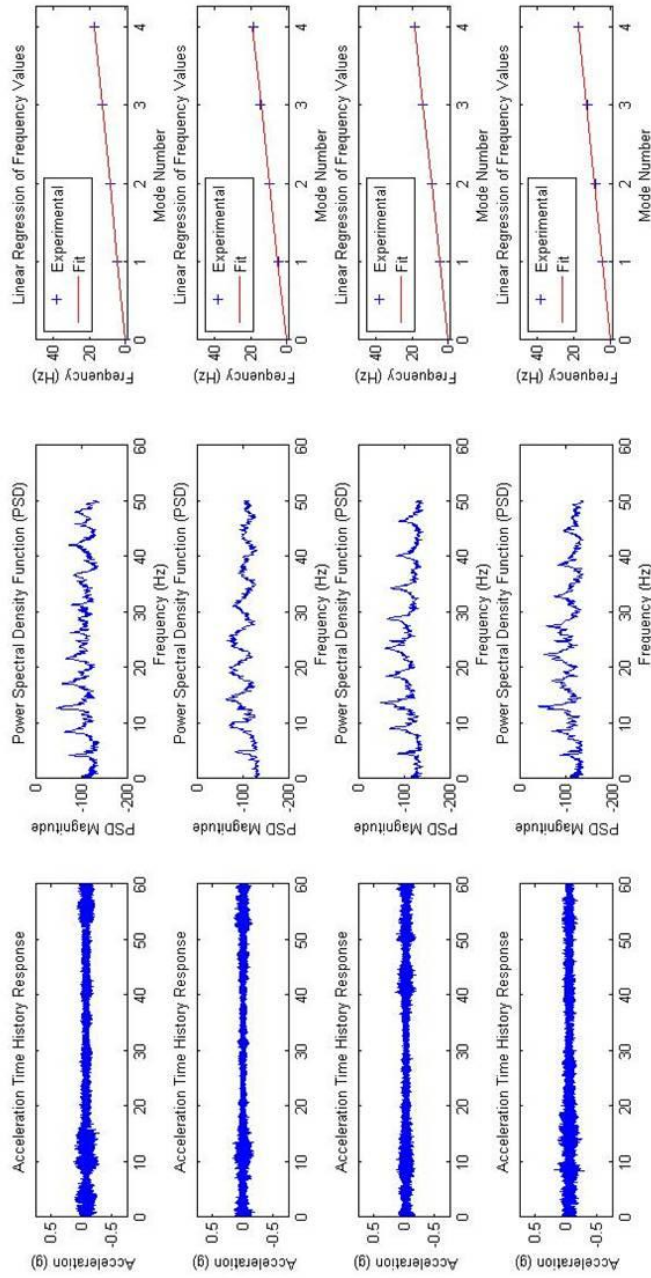 Acceleration Time History Response
Acceleration (g)
0.5
0
-0.5
0 10 20 30 40 50 60
Power Spectral Density Function (PSD)
PSD Magnitude
0
-100
-200
0 10 20 30 40 50 60
Frequency (Hz)
Linear Regression of Frequency Values
Frequency (Hz)
40
20
0
Experimental
Fit
0 1 2 3 4
Mode Number
Acceleration Time History Response
Acceleration (g)
0.5
0
-0.5
0 10 20 30 40 50 60
Power Spectral Density Function (PSD)
PSD Magnitude
0
-100
-200
0 10 20 30 40 50 60
Frequency (Hz)
Linear Regression of Frequency Values
Frequency (Hz)
40
20
0
Experimental
Fit
0 1 2 3 4
Mode Number
Acceleration Time History Response
Acceleration (g)
0.5
0
-0.5
0 10 20 30 40 50 60
Power Spectral Density Function (PSD)
PSD Magnitude
0
-100
-200
0 10 20 30 40 50 60
Frequency (Hz)
Linear Regression of Frequency Values
Frequency (Hz)
40
20
0
Experimental
Fit
0 1 2 3 4
Mode Number
Acceleration Time History Response
Acceleration (g)
0.5
0
-0.5
0 10 20 30 40 50 60
Power Spectral Density Function (PSD)
PSD Magnitude
0
-100
-200
0 10 20 30 40 50 60
Frequency (Hz)
Linear Regression of Frequency Values
Frequency (Hz)
40
20
0
Experimental
Fit
0 1 2 3 4
Mode Number